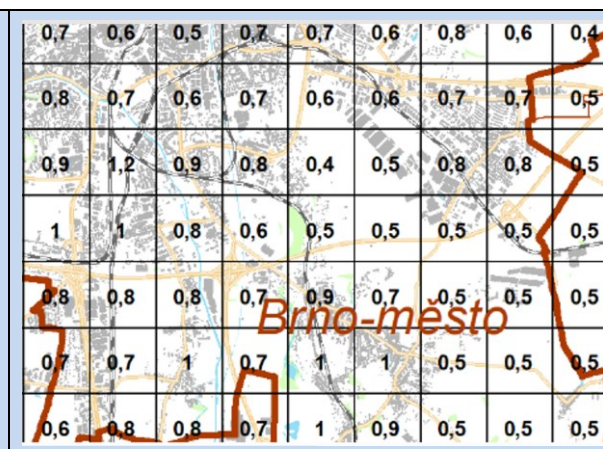 0,7 0,6 0,5 0,7 0,7 0,6 0,8 0,6 0,4
0,8 0,7 0,6 0,7 0,6 0,6 0,7 0,7 0,5
0,9 1,2 0,9 0,8 0,4 0,5 0,8 0,8 0,5
1 1 0,8 0,6 0,5 0,5 0,5 0,5 0,5
0,8 0,8 0,8 0,7 0,9 0,7 0,5 0,5 0,5
Brno-město
0,7 0,7 1 0,7 1 1 0,5 0,5 0,5
0,6 0,8 0,8 0,7 1 0,9 0,5 0,5 0,5